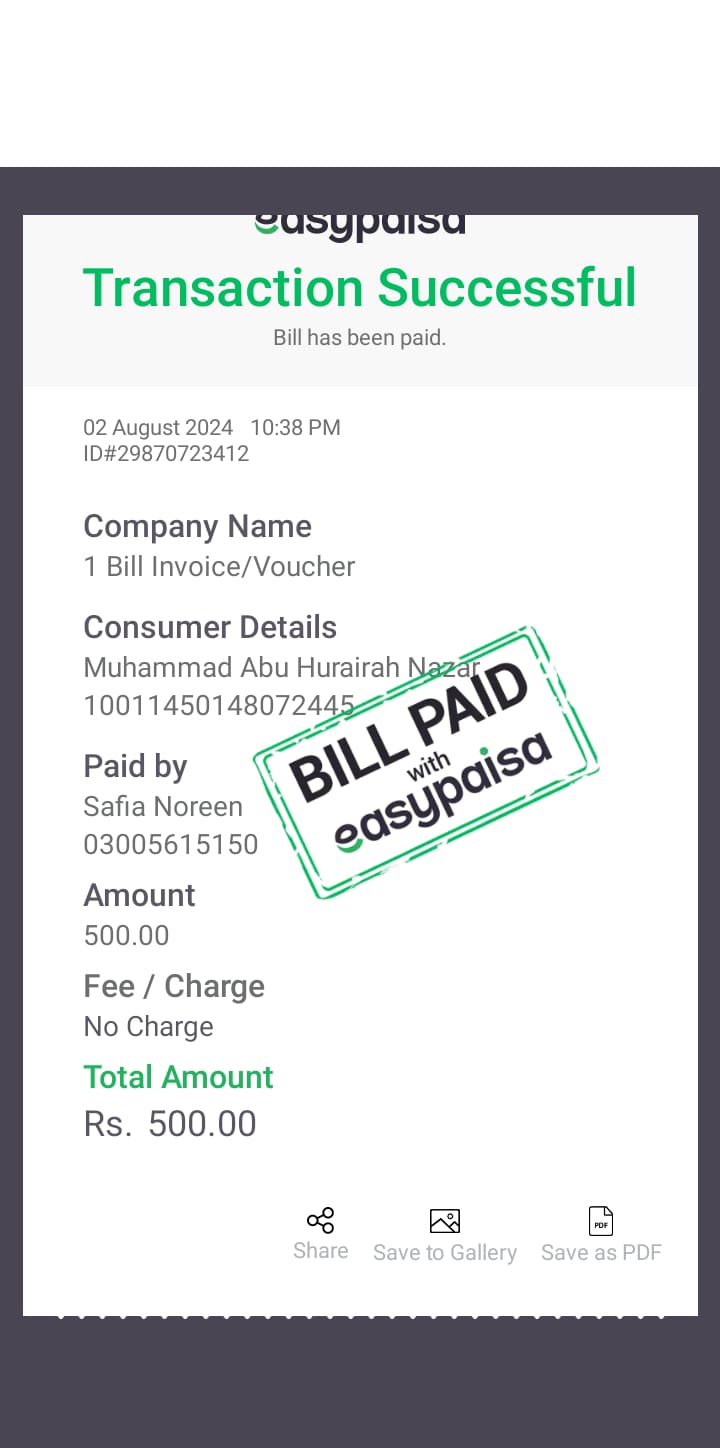 easypaisa
Transaction Successful
Bill has been paid.
02 August 2024 10:38 PM
ID#29870723412
Company Name
1 Bill Invoice/Voucher
Consumer Details
Muhammad Abu Hurairah Nazar
10011450148072445
BILL PAID
with
easypaisa
Paid by
Safia Noreen
03005615150
Amount
500.00
Fee / Charge
No Charge
Total Amount
Rs. 500.00
Share
Save to Gallery
PDF
Save as PDF